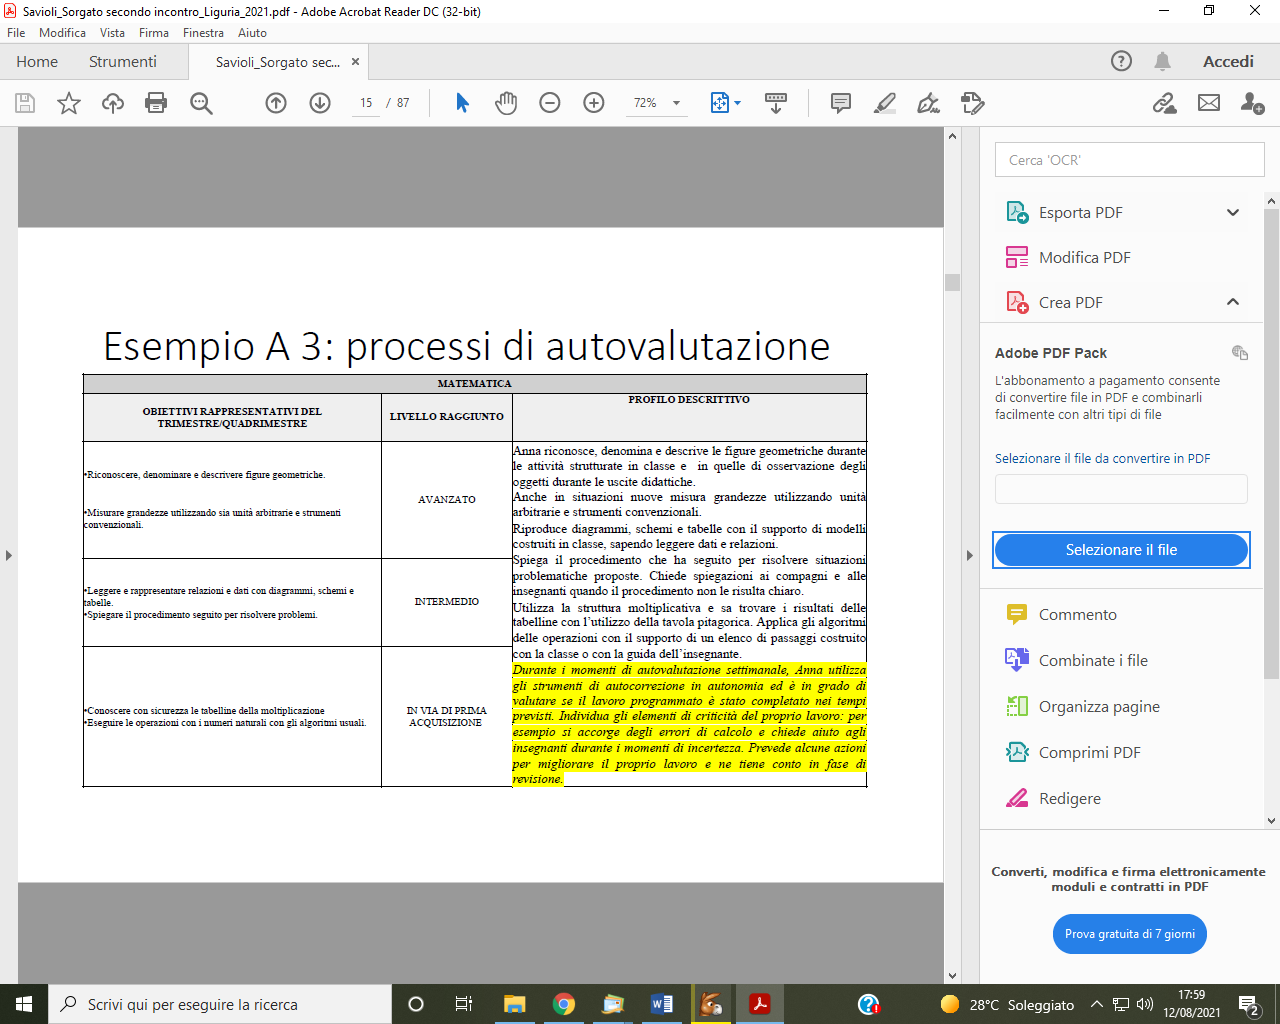 Savioli_Sorgato secondo incontro_Liguria_2021.pdf - Adobe Acrobat Reader DC (32-bit)
File Modifica Vista Firma Finestra Aiuto
Home Strumenti Savioli_Sorgato sec... × Accedi
15 / 87 72%
Cerca 'OCR'
Esporta PDF
Modifica PDF
Crea PDF
Adobe PDF Pack
L'abbonamento a pagamento consente
di convertire file in PDF e combinarli
facilmente con altri tipi di file
Selezionare il file da convertire in PDF
Selezionare il file
Commento
Combinate i file
Organizza pagine
Comprimi PDF
Redigere
Converti, modifica e firma elettronicamente
moduli e contratti in PDF
Prova gratuita di 7 giorni
Esempio A 3: processi di autovalutazione
MATEMATICA
OBIETTIVI RAPPRESENTATIVI DEL
TRIMESTRE/QUADRIMESTRE
LIVELLO RAGGIUNTO
PROFILO DESCRITTIVO
•Riconoscere, denominare e descrivere figure geometriche.
•Misurare grandezze utilizzando sia unità arbitrarie e strumenti
convenzionali.
AVANZATO
•Leggere e rappresentare relazioni e dati con diagrammi, schemi e
tabelle.
•Spiegare il procedimento seguito per risolvere problemi.
INTERMEDIO
•Conoscere con sicurezza le tabelline della moltiplicazione
•Eseguire le operazioni con i numeri naturali con gli algoritmi usuali.
IN VIA DI PRIMA
ACQUISIZIONE
Anna riconosce, denomina e descrive le figure geometriche durante
le attività strutturate in classe e in quelle di osservazione degli
oggetti durante le uscite didattiche.
Anche in situazioni nuove misura grandezze utilizzando unità
arbitrarie e strumenti convenzionali.
Riproduce diagrammi, schemi e tabelle con il supporto di modelli
costruiti in classe, sapendo leggere dati e relazioni.
Spiega il procedimento che ha seguito per risolvere situazioni
problematiche proposte. Chiede spiegazioni ai compagni e alle
insegnanti quando il procedimento non le risulta chiaro.
Utilizza la struttura moltiplicativa e sa trovare i risultati delle
tabelline con l'utilizzo della tavola pitagorica. Applica gli algoritmi
delle operazioni con il supporto di un elenco di passaggi costruito
con la classe o con la guida dell'insegnante.
Durante i momenti di autovalutazione settimanale, Anna utilizza
gli strumenti di autocorrezione in autonomia ed è in grado di
valutare se il lavoro programmato è stato completato nei tempi
previsti. Individua gli elementi di criticità del proprio lavoro: per
esempio si accorge degli errori di calcolo e chiede aiuto agli
insegnanti durante i momenti di incertezza. Prevede alcune azioni
per migliorare il proprio lavoro e ne tiene conto in fase di
revisione.
Scrivi qui per eseguire la ricerca
28°C Soleggiato
17:59
12/08/2021
2